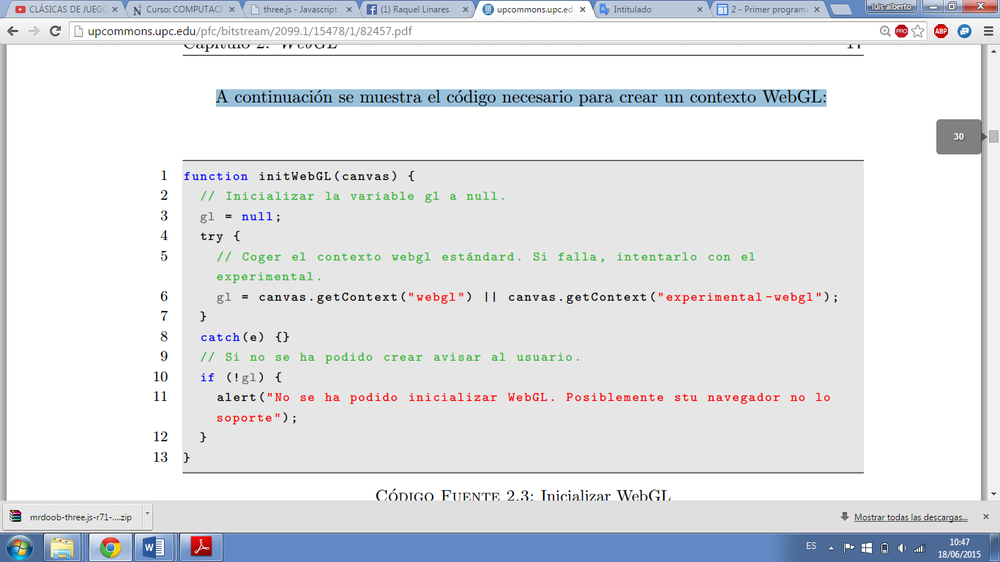 CLÁSICAS DE JUEGO
Curso: COMPUTACI
three.js - Javascript
(1) Raquel Linares
upcommons.upc.ed
Intitulado
2 - Primer programa
luis alberto
upcommons.upc.edu/pfc/bitstream/2099.1/15478/1/82457.pdf
PRO
ABP
Capítulo 2. WebGL 17
A continuación se muestra el código necesario para crear un contexto WebGL:
30
1 function initWebGL(canvas) {
2 // Inicializar la variable gl a null.
3 gl = null;
4 try {
5 // Coger el contexto webgl estándard. Si falla, intentarlo con el
experimental.
6 gl = canvas.getContext("webgl") || canvas.getContext("experimental-webgl");
7 }
8 catch(e) {}
9 // Si no se ha podido crear avisar al usuario.
10 if (!gl) {
11 alert("No se ha podido inicializar WebGL. Posiblemente stu navegador no lo
soporte");
12 }
13 }
Código Fuente 2.3: Inicializar WebGL
mrdoob-three.js-r71-....zip
Mostrar todas las descargas...
ES
10:47
18/06/2015